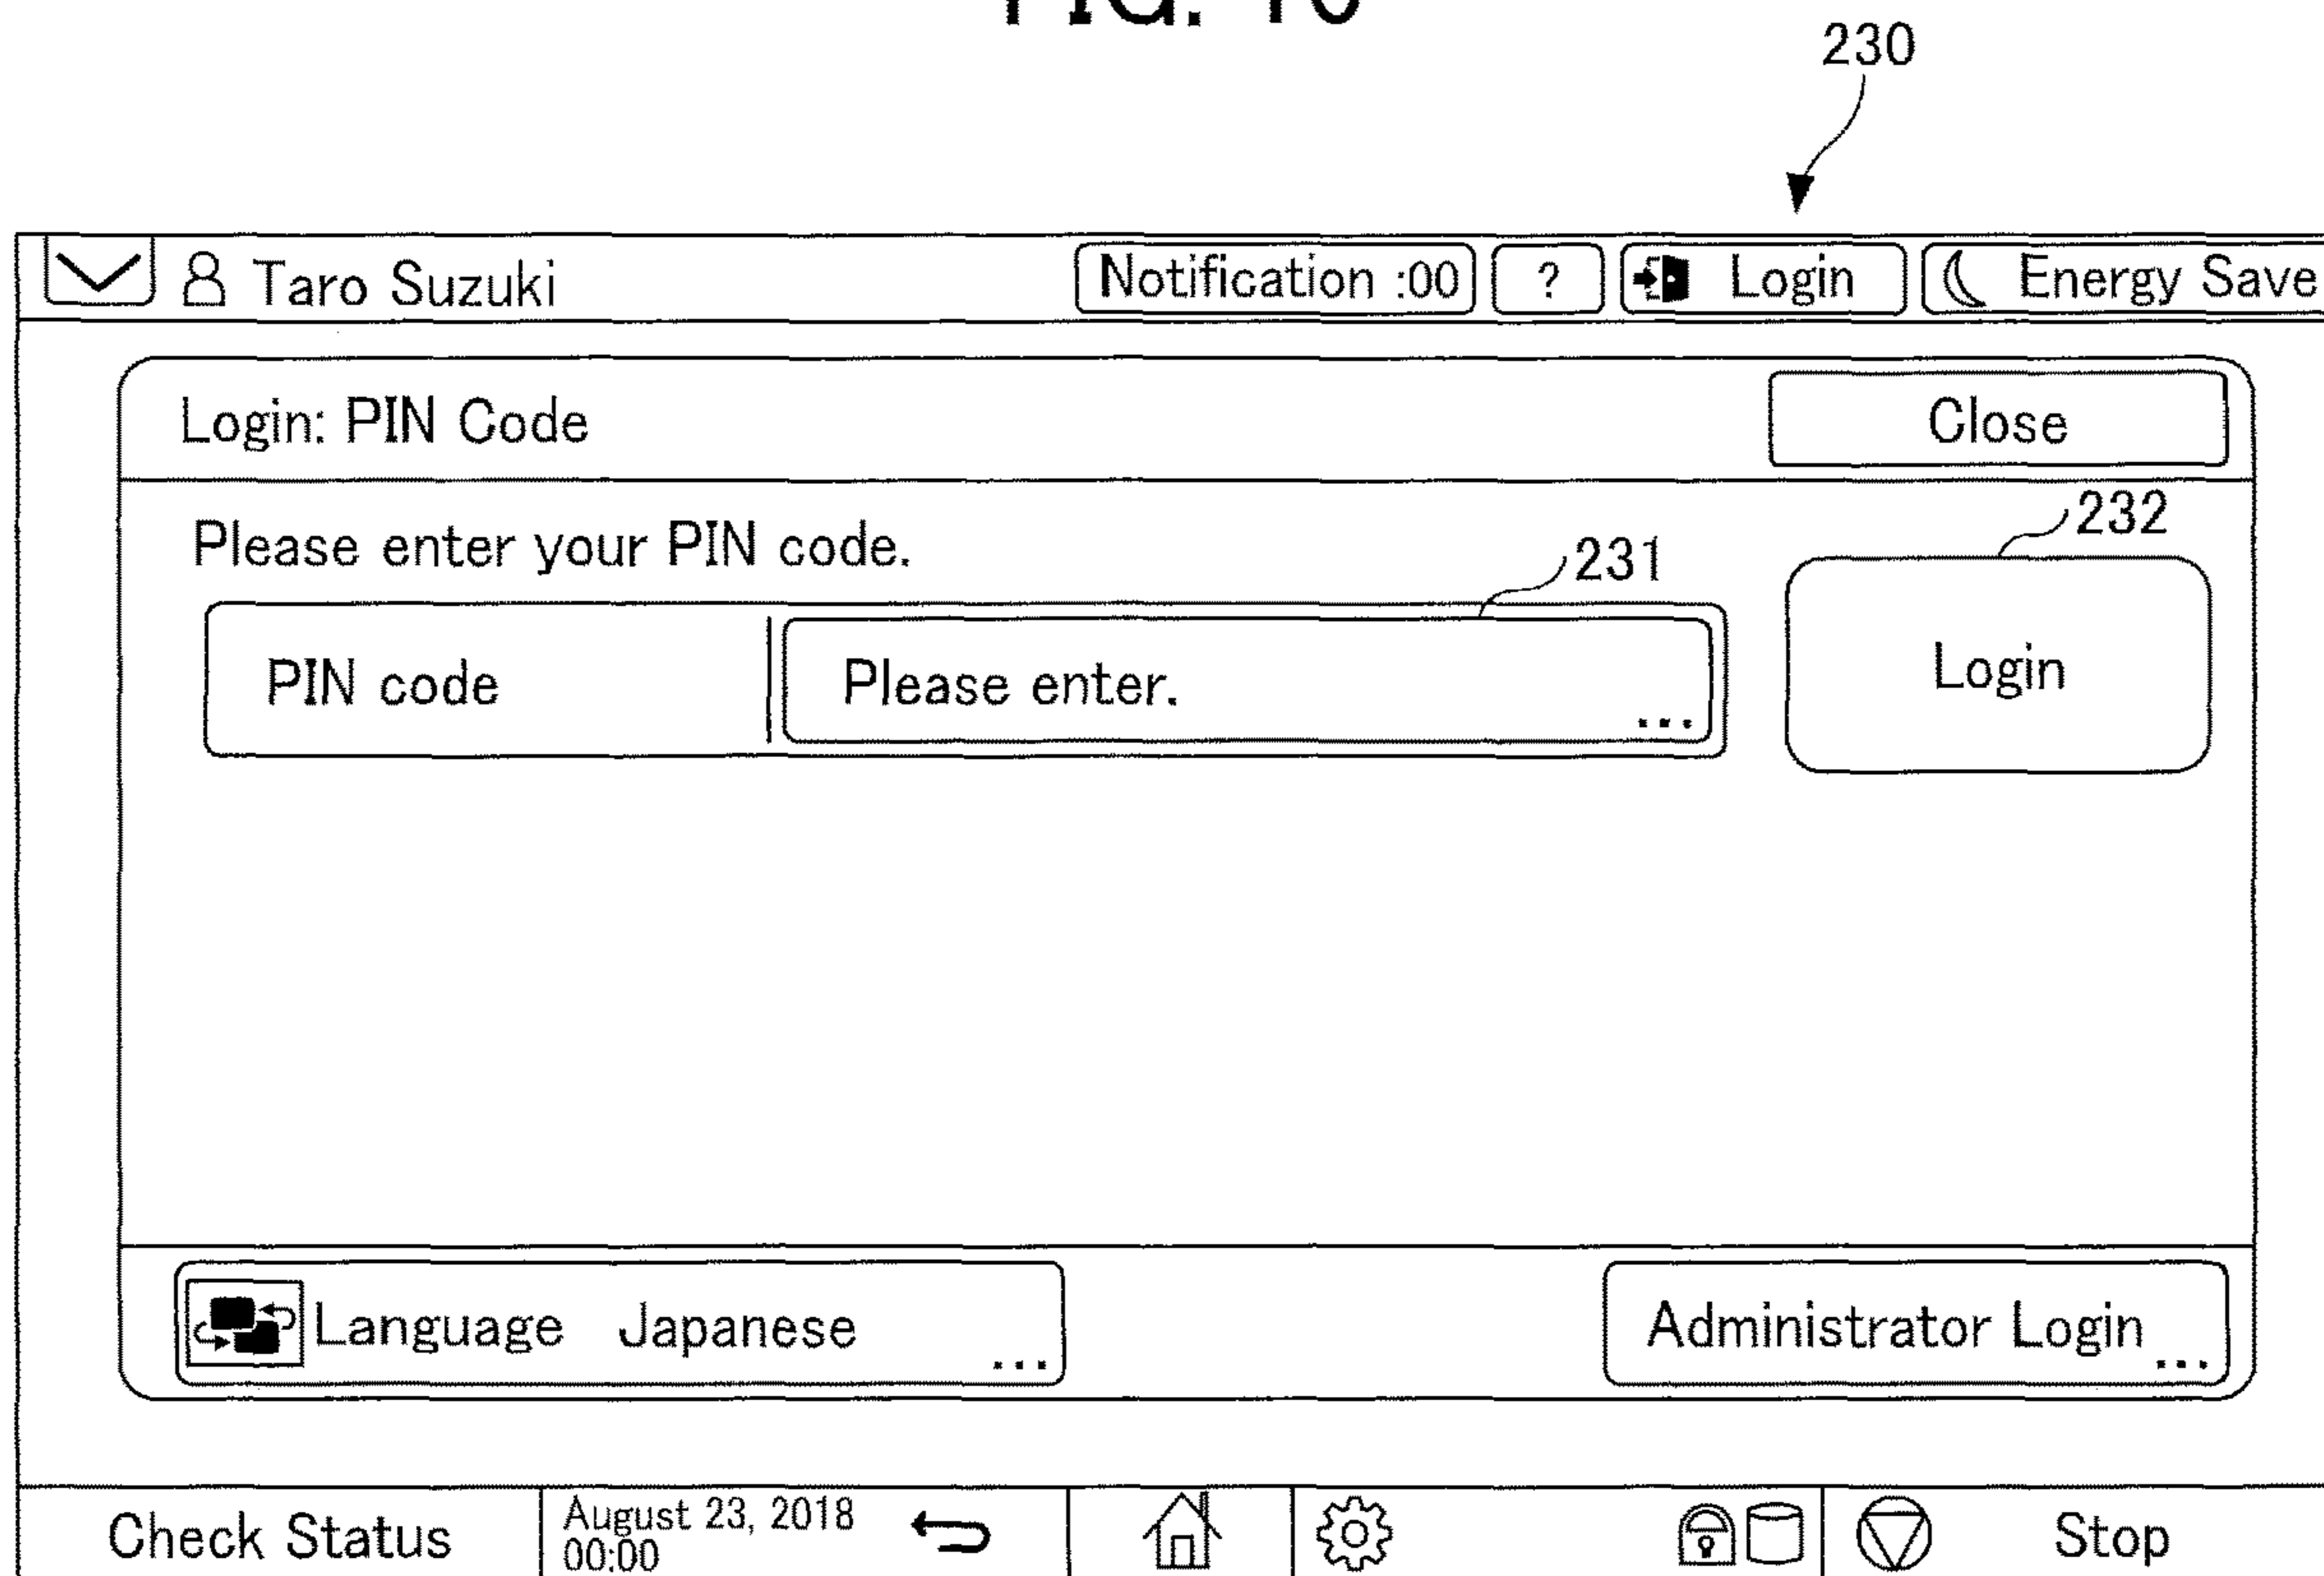 230
Taro Suzuki
Notification :00
?
Login
Energy Save
Login: PIN Code
Close
Please enter your PIN code.
231
232
PIN code
Please enter.
...
Login
Language Japanese
...
Administrator Login
...
Check Status
August 23, 2018
00:00
Stop